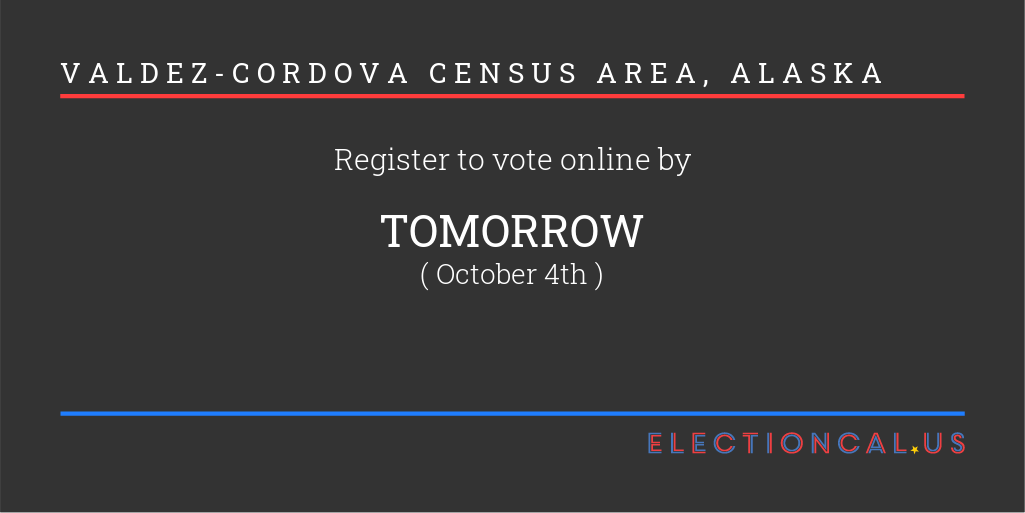 VALDEZ-CORDOVA CENSUS AREA, ALASKA
Register to vote online by
TOMORROW
( October 4th )
ELECTIONCAL.US